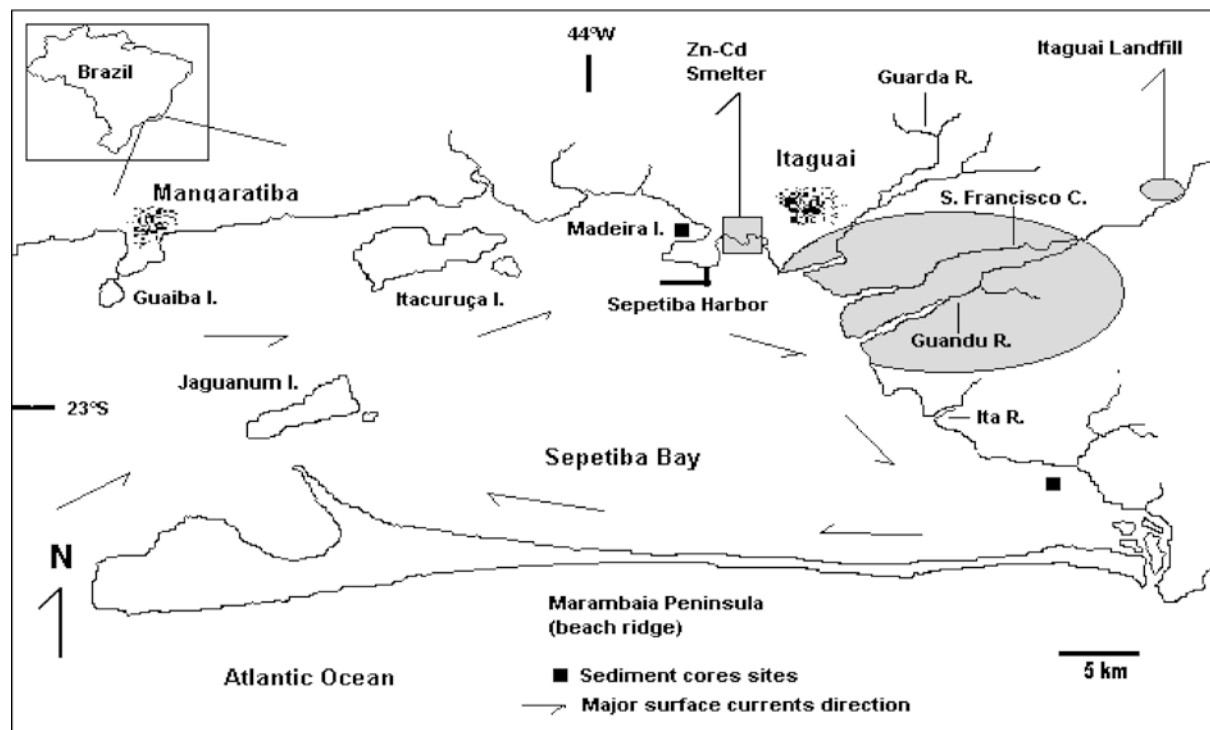 44°W
Zn-Cd
Smelter
Itaguai Landfill
Brazil
Guarda R.
Itaguai
Mangaratiba
S. Francisco C.
Madeira I.
Guaiba I.
Itacuruça I.
Sepetiba Harbor
Guandu R.
Jaguanum I.
23°S
Ita R.
Sepetiba Bay
N
Marambaia Peninsula
(beach ridge)
Atlantic Ocean
Sediment cores sites
5 km
Major surface currents direction